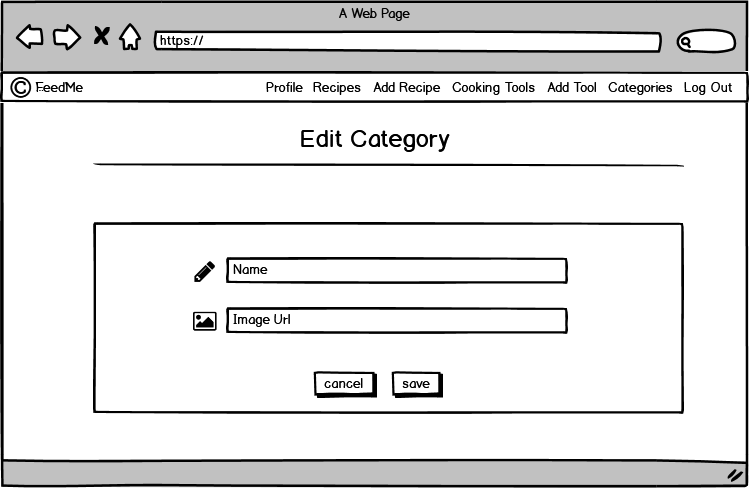 A Web Page
https://
© FeedMe Profile Recipes Add Recipe Cooking Tools Add Tool Categories Log Out
Edit Category
Name
Image Url
cancel save